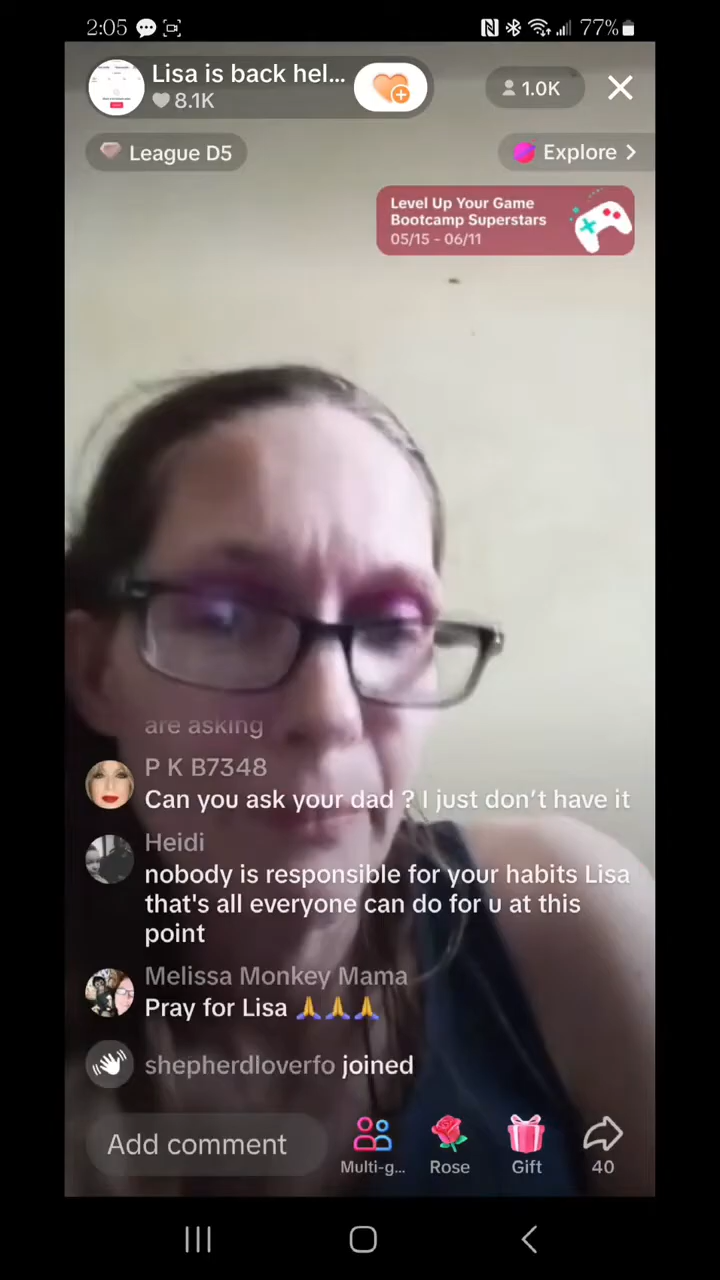 2:05
77%
Lisa is back hel...
8.1K
1.0K
League D5
Explore
Level Up Your Game
Bootcamp Superstars
05/15 - 06/11
are asking
P K B7348
Can you ask your dad ? I just don't have it
Heidi
nobody is responsible for your habits Lisa
that's all everyone can do for u at this
point
Melissa Monkey Mama
Pray for Lisa 🙏🙏🙏
shepherdloverfo joined
Add comment
Multi-g...
Rose
Gift
40